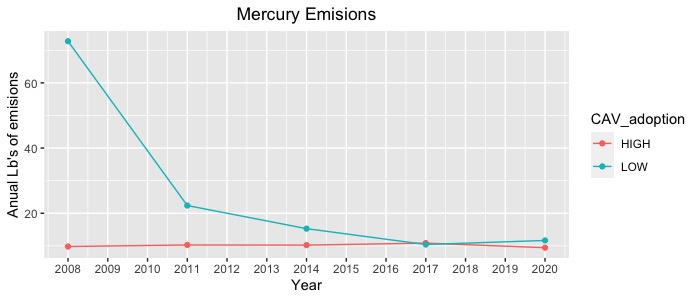 Mercury Emisions
Anual Lb's of emisions
60
40
20
2008 2009 2010 2011 2012 2013 2014 2015 2016 2017 2018 2019 2020
Year
CAV_adoption
HIGH
LOW